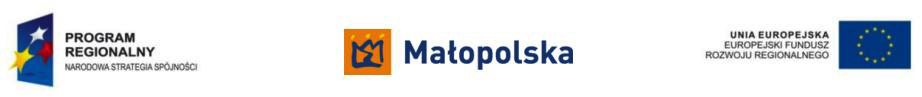 PROGRAM
REGIONALNY
NARODOWA STRATEGIA SPÓJNOŚCI
Małopolska
UNIA EUROPEJSKA
EUROPEJSKI FUNDUSZ
ROZWOJU REGIONALNEGO